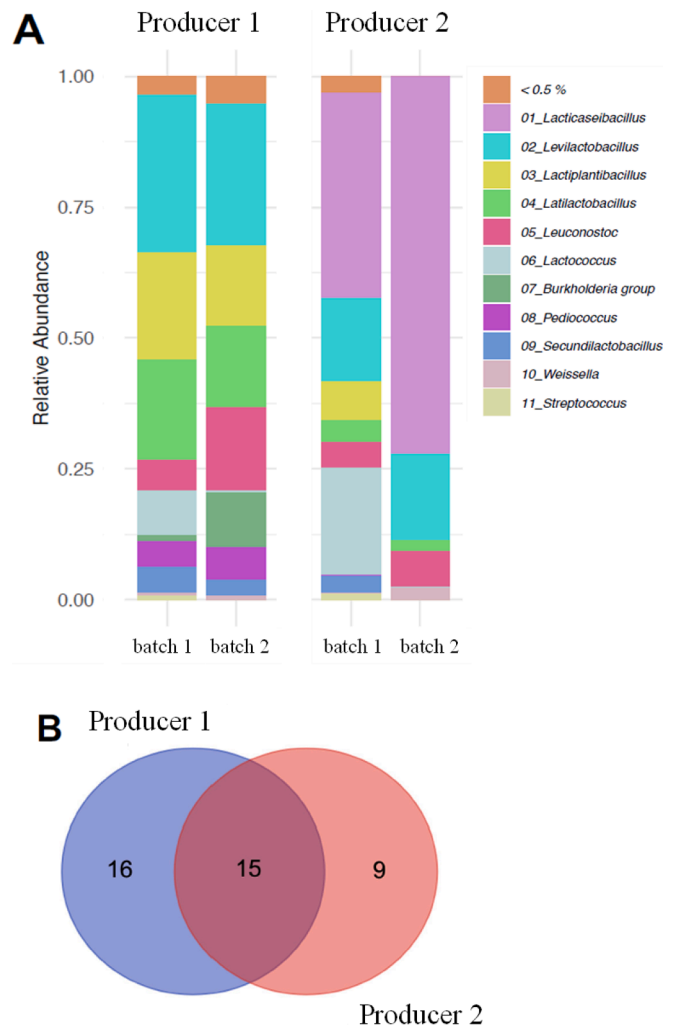 A
Producer 1
Producer 2
Relative Abundance
1.00
0.75
0.50
0.25
0.00
batch 1
batch 2
batch 1
batch 2
< 0.5 %
01_Lacticaseibacillus
02_Levilactobacillus
03_Lactiplantibacillus
04_Latilactobacillus
05_Leuconostoc
06_Lactococcus
07_Burkholderia group
08_Pediococcus
09_Secundilactobacillus
10_Weissella
11_Streptococcus
B
Producer 1
16
15
9
Producer 2